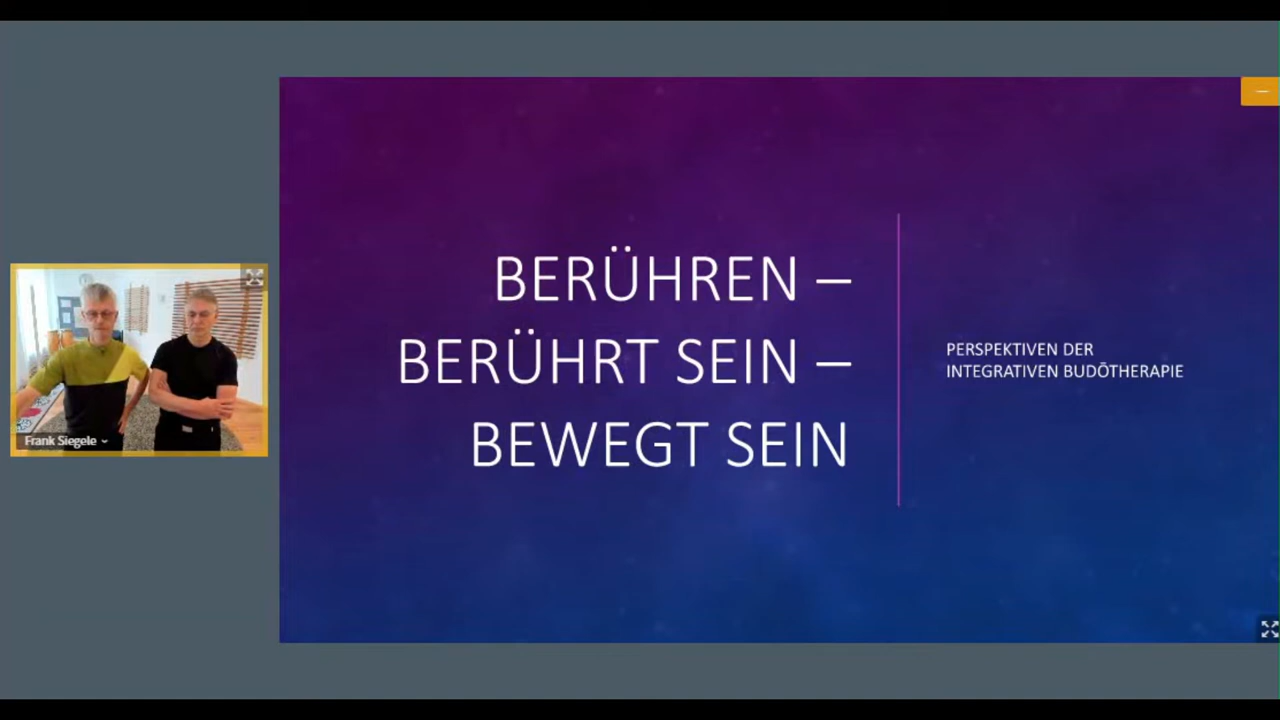 BERÜHREN –
BERÜHRT SEIN –
BEWEGT SEIN
PERSPEKTIVEN DER
INTEGRATIVEN BUDŌTHERAPIE
Frank Siegele